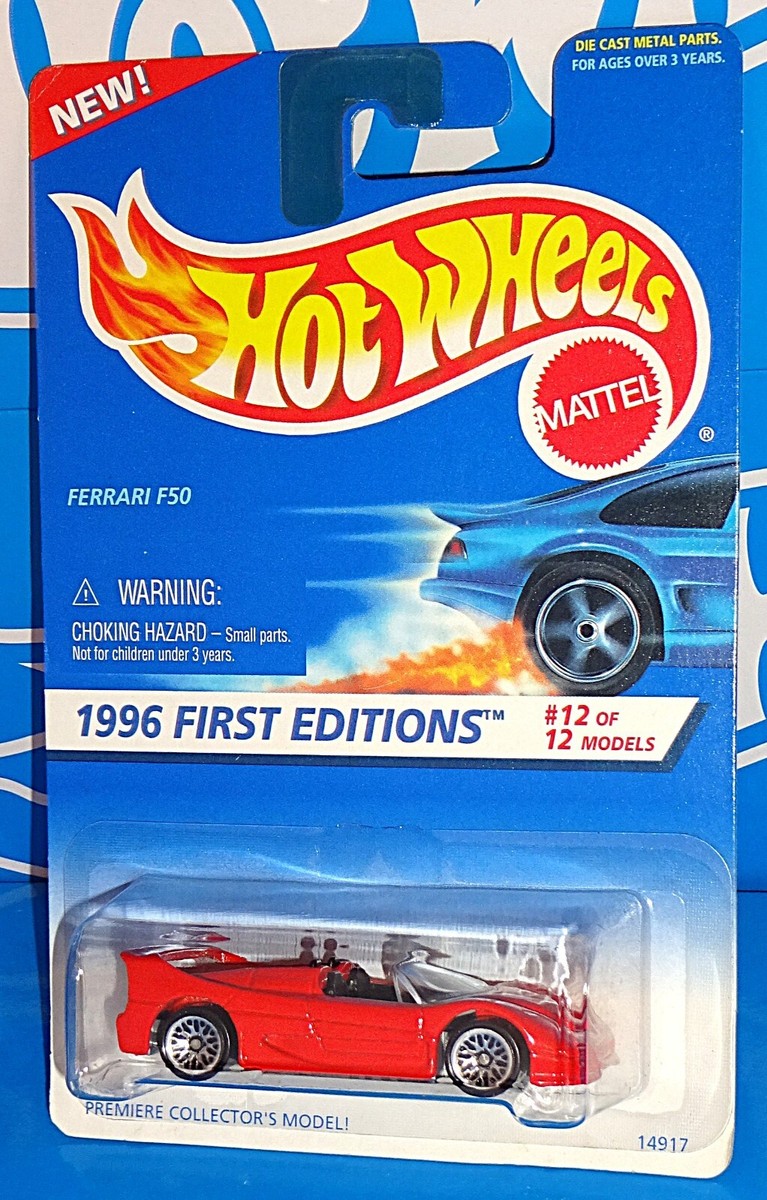 NEW!
DIE CAST METAL PARTS.
FOR AGES OVER 3 YEARS.
HOT WHEELS
MATTEL
®
FERRARI F50
⚠ WARNING:
CHOKING HAZARD – Small parts.
Not for children under 3 years.
1996 FIRST EDITIONS™
#12 OF
12 MODELS
PREMIERE COLLECTOR'S MODEL!
14917